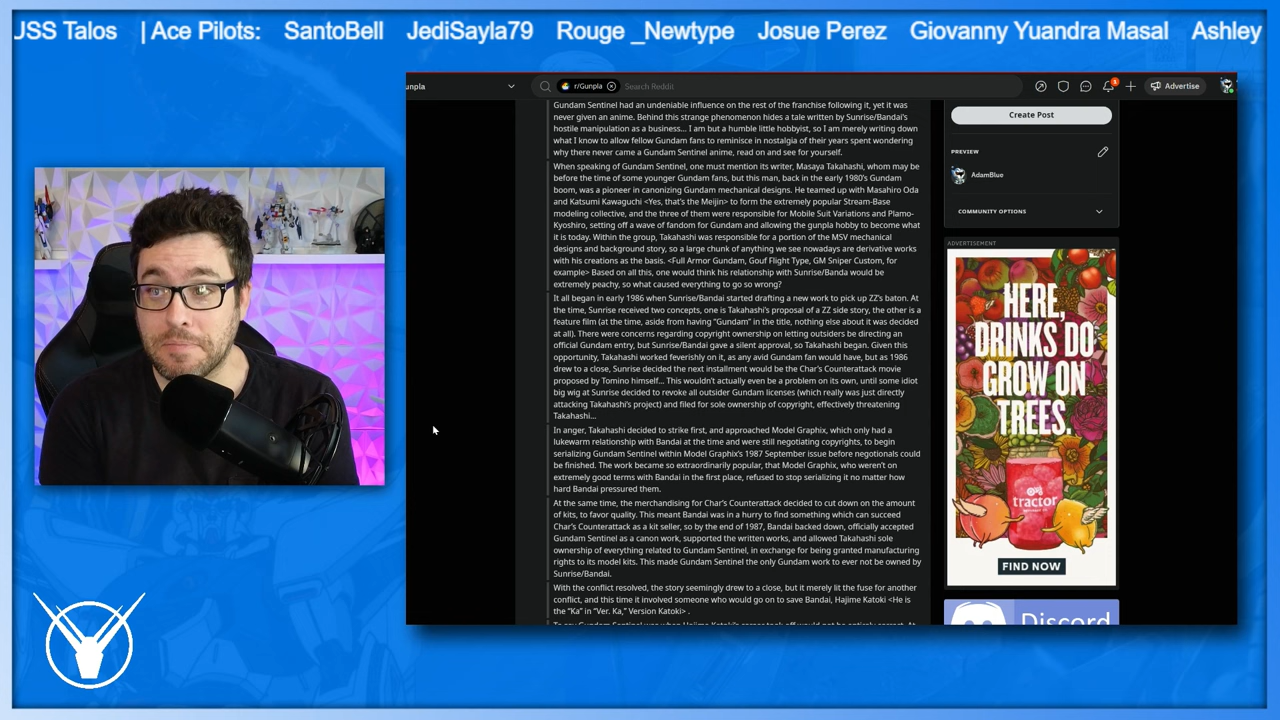 JSS Talos | Ace Pilots: SantoBell JediSayla79 Rouge _Newtype Josue Perez Giovanny Yuandra Masal Ashley
unpla
r/Gunpla
Search Reddit
Advertise
Gundam Sentinel had an undeniable influence on the rest of the franchise following it, yet it was
never given an anime. Behind this strange phenomenon hides a tale written by Sunrise/Bandai's
hostile manipulation as a business... I am but a humble little hobbyist, so I am merely writing down
what I know to allow fellow Gundam fans to reminisce in nostalgia of their years spent wondering
why there never came a Gundam Sentinel anime, read on and see for yourself.
When speaking of Gundam Sentinel, one must mention its writer, Masaya Takahashi, whom may be
before the time of some younger Gundam fans, but this man, back in the early 1980's Gundam
boom, was a pioneer in canonizing Gundam mechanical designs. He teamed up with Masahiro Oda
and Katsumi Kawaguchi <Yes, that's the Meijin> to form the extremely popular Stream-Base
modeling collective, and the three of them were responsible for Mobile Suit Variations and Plamo-
Kyoshiro, setting off a wave of fandom for Gundam and allowing the gunpla hobby to become what
it is today. Within the group, Takahashi was responsible for a portion of the MSV mechanical
designs and background story, so a large chunk of anything we see nowadays are derivative works
with his creations as the basis. <Full Armor Gundam, Gouf Flight Type, GM Sniper Custom, for
example> Based on all this, one would think his relationship with Sunrise/Banda would be
extremely peachy, so what caused everything to go so wrong?
It all began in early 1986 when Sunrise/Bandai started drafting a new work to pick up ZZ's baton. At
the time, Sunrise received two concepts, one is Takahashi's proposal of a ZZ side story, the other is a
feature film (at the time, aside from having "Gundam" in the title, nothing else about it was decided
at all). There were concerns regarding copyright ownership on letting outsiders be directing an
official Gundam entry, but Sunrise/Bandai gave a silent approval, so Takahashi began. Given this
opportunity, Takahashi worked feverishly on it, as any avid Gundam fan would have, but as 1986
drew to a close, Sunrise decided the next installment would be the Char's Counterattack movie
proposed by Tomino himself... This wouldn't actually even be a problem on its own, until some idiot
big wig at Sunrise decided to revoke all outsider Gundam licenses (which really was just directly
attacking Takahashi's project) and filed for sole ownership of copyright, effectively threatening
Takahashi...
In anger, Takahashi decided to strike first, and approached Model Graphix, which only had a
lukewarm relationship with Bandai at the time and were still negotiating copyrights, to begin
serializing Gundam Sentinel within Model Graphix's 1987 September issue before negotionals could
be finished. The work became so extraordinarily popular, that Model Graphix, who weren't on
extremely good terms with Bandai in the first place, refused to stop serializing it no matter how
hard Bandai pressured them.
At the same time, the merchandising for Char's Counterattack decided to cut down on the amount
of kits, to favor quality. This meant Bandai was in a hurry to find something which can succeed
Char's Counterattack as a kit seller, so by the end of 1987, Bandai backed down, officially accepted
Gundam Sentinel as a canon work, supported the written works, and allowed Takahashi sole
ownership of everything related to Gundam Sentinel, in exchange for being granted manufacturing
rights to its model kits. This made Gundam Sentinel the only Gundam work to ever not be owned by
Sunrise/Bandai.
With the conflict resolved, the story seemingly drew to a close, but it merely lit the fuse for another
conflict, and this time it involved someone who would go on to save Bandai, Hajime Katoki <He is
the "Ka" in "Ver. Ka," Version Katoki> .
Create Post
PREVIEW
AdamBlue
COMMUNITY OPTIONS
ADVERTISEMENT
HERE,
DRINKS DO
GROW ON
TREES.
tractor
FIND NOW
Discord